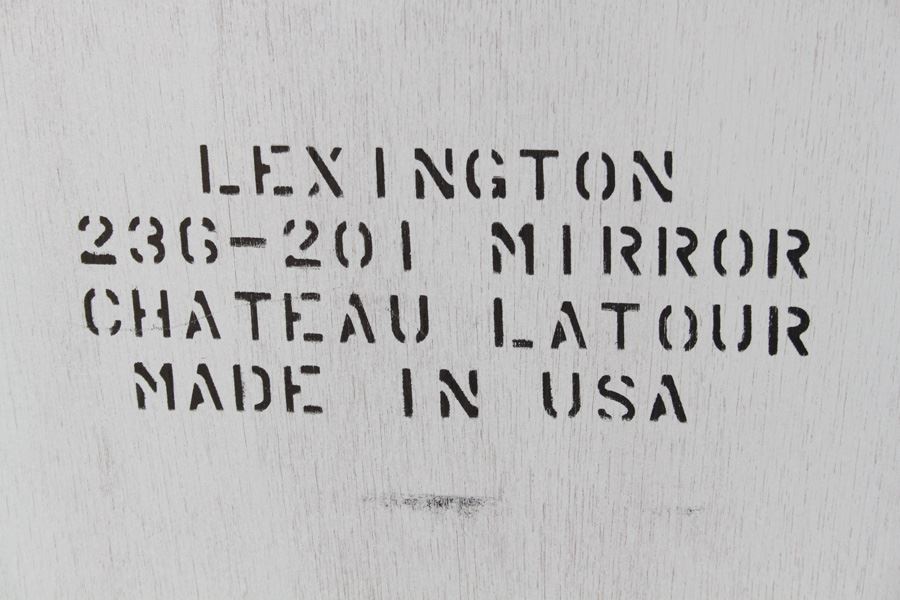 LEXINGTON
236-201 MIRROR
CHATEAU LATOUR
MADE IN USA